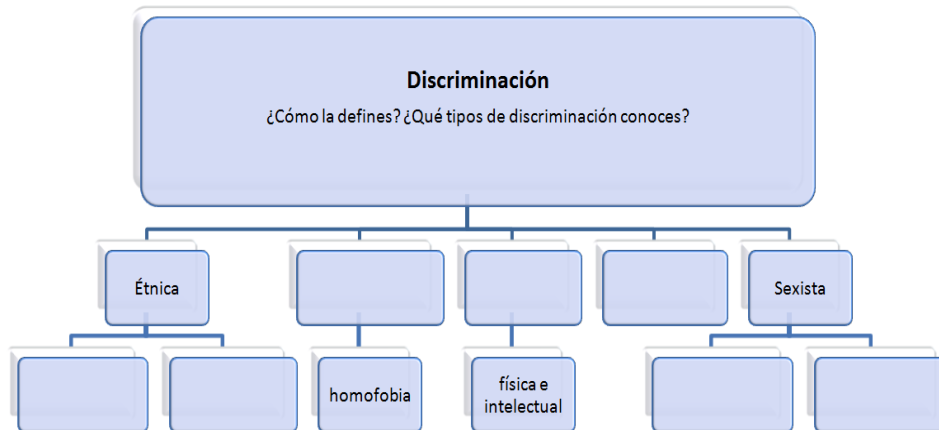 Discriminación
¿Cómo la defines? ¿Qué tipos de discriminación conoces?
Étnica
Sexista
homofobia
física e
intelectual